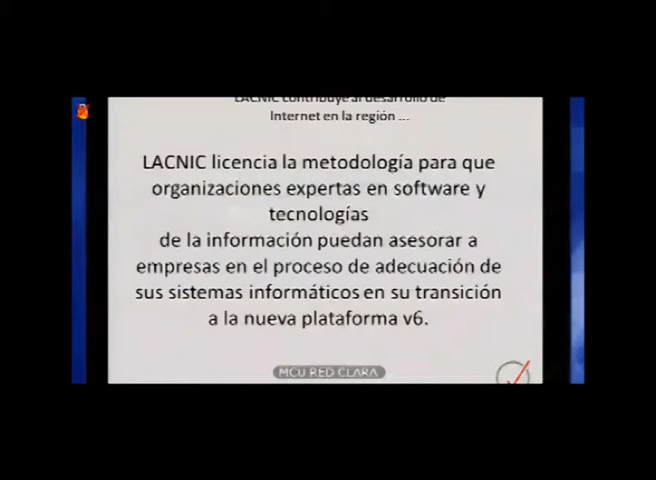 LACNIC contribuye al desarrollo de
Internet en la región ...
LACNIC licencia la metodología para que
organizaciones expertas en software y
tecnologías
de la información puedan asesorar a
empresas en el proceso de adecuación de
sus sistemas informáticos en su transición
a la nueva plataforma v6.
MCU RED CLARA